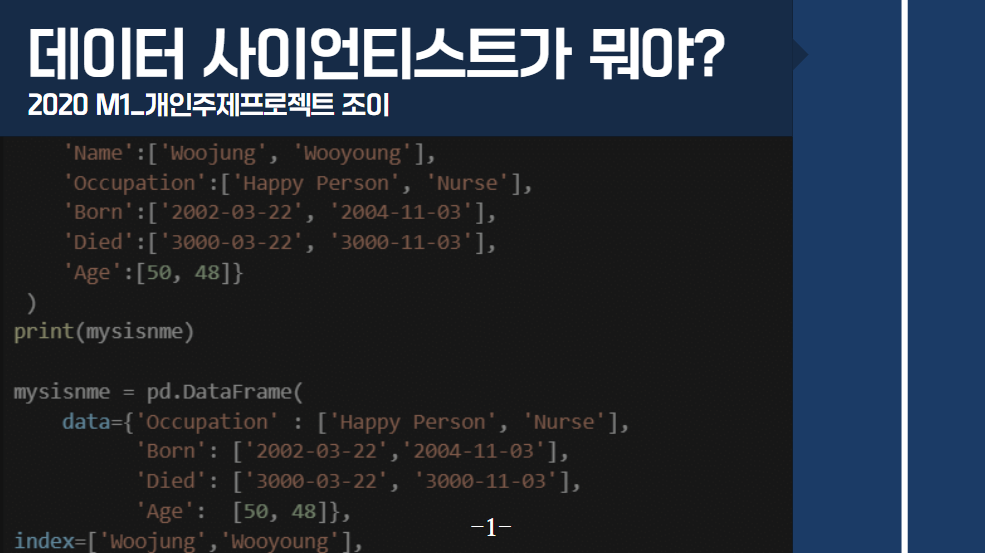 데이터 사이언티스트가 뭐야?
2020 M1_개인주제프로젝트 조이
'Name':['Woojung', 'Wooyoung'],
'Occupation':['Happy Person', 'Nurse'],
'Born':['2002-03-22', '2004-11-03'],
'Died':['3000-03-22', '3000-11-03'],
'Age':[50, 48]}
)
print(mysisnme)
mysisnme = pd.DataFrame(
data={'Occupation' : ['Happy Person', 'Nurse'],
'Born': ['2002-03-22','2004-11-03'],
'Died': ['3000-03-22', '3000-11-03'],
'Age':  [50, 48]},
index=['Woojung','Wooyoung'],
-1-